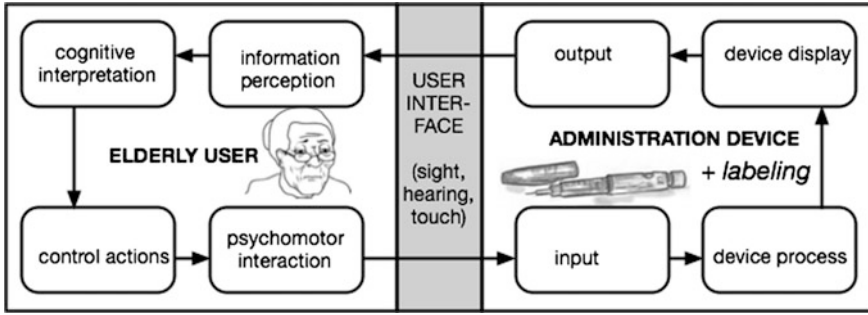 cognitive
interpretation
information
perception
ELDERLY USER
control actions
psychomotor
interaction
USER
INTER-
FACE
(sight,
hearing,
touch)
output
device display
ADMINISTRATION DEVICE
+ labeling
input
device process